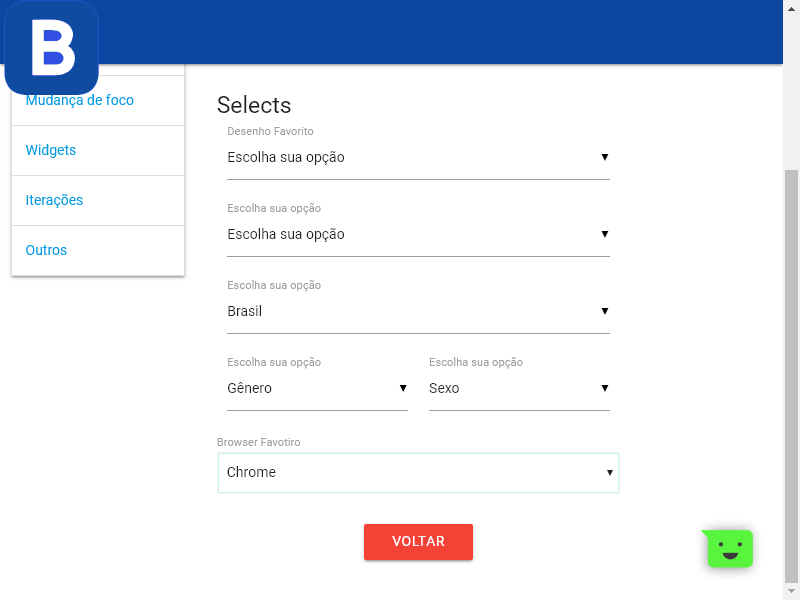 B
Mudança de foco
Widgets
Iterações
Outros
Selects
Desenho Favorito
Escolha sua opção
Escolha sua opção
Escolha sua opção
Escolha sua opção
Brasil
Escolha sua opção
Escolha sua opção
Gênero
Sexo
Browser Favotiro
Chrome
VOLTAR